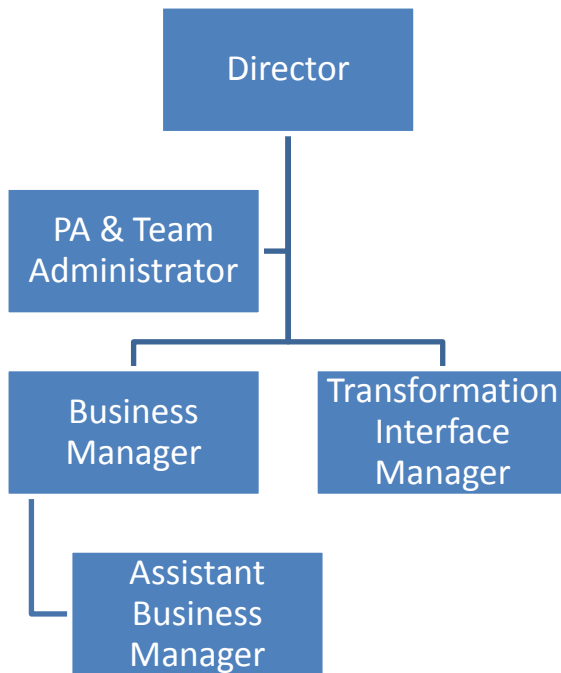 Director
PA & Team
Administrator
Business
Manager
Transformation
Interface
Manager
Assistant
Business
Manager